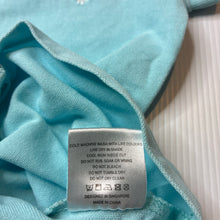 COLD MACHINE WASH WITH LIKE COLOURS
LINE DRY IN SHADE
COOL IRON INSIDE OUT
DO NOT RUB, SOAK OR WRING
DO NOT BLEACH
DO NOT TUMBLE DRY
DO NOT DRY CLEAN
DESIGNED IN SINGAPORE
MADE IN CHINA